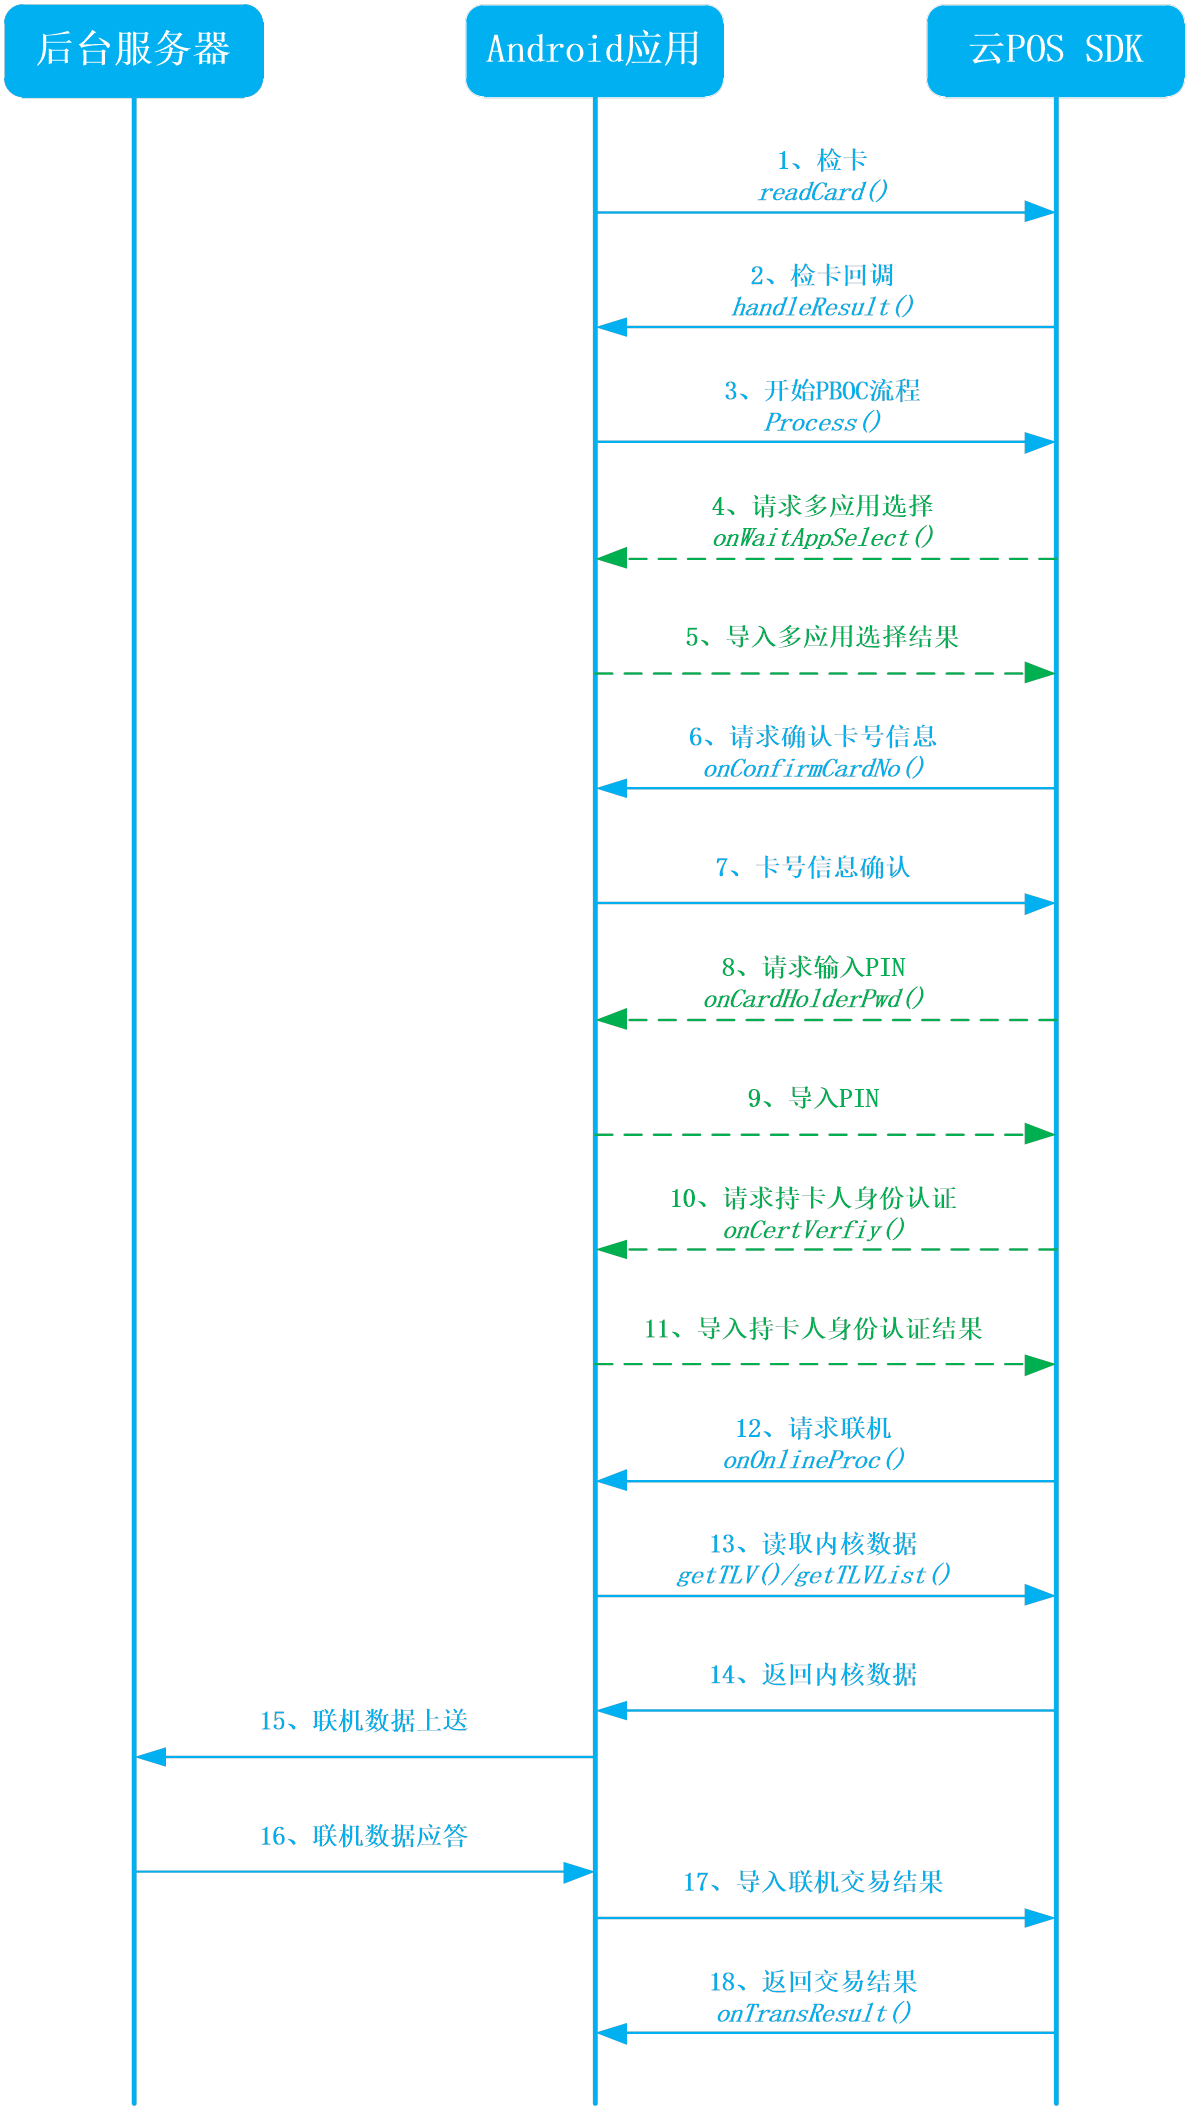 后台服务器
Android应用
云POS SDK
1、检卡
readCard()
2、检卡回调
handleResult()
3、开始PBOC流程
Process()
4、请求多应用选择
onWaitAppSelect()
5、导入多应用选择结果
6、请求确认卡号信息
onConfirmCardNo()
7、卡号信息确认
8、请求输入PIN
onCardHolderPwd()
9、导入PIN
10、请求持卡人身份认证
onCertVerfiy()
11、导入持卡人身份认证结果
12、请求联机
onOnlineProc()
13、读取内核数据
getTLV()/getTLVList()
14、返回内核数据
15、联机数据上送
16、联机数据应答
17、导入联机交易结果
18、返回交易结果
onTransResult()